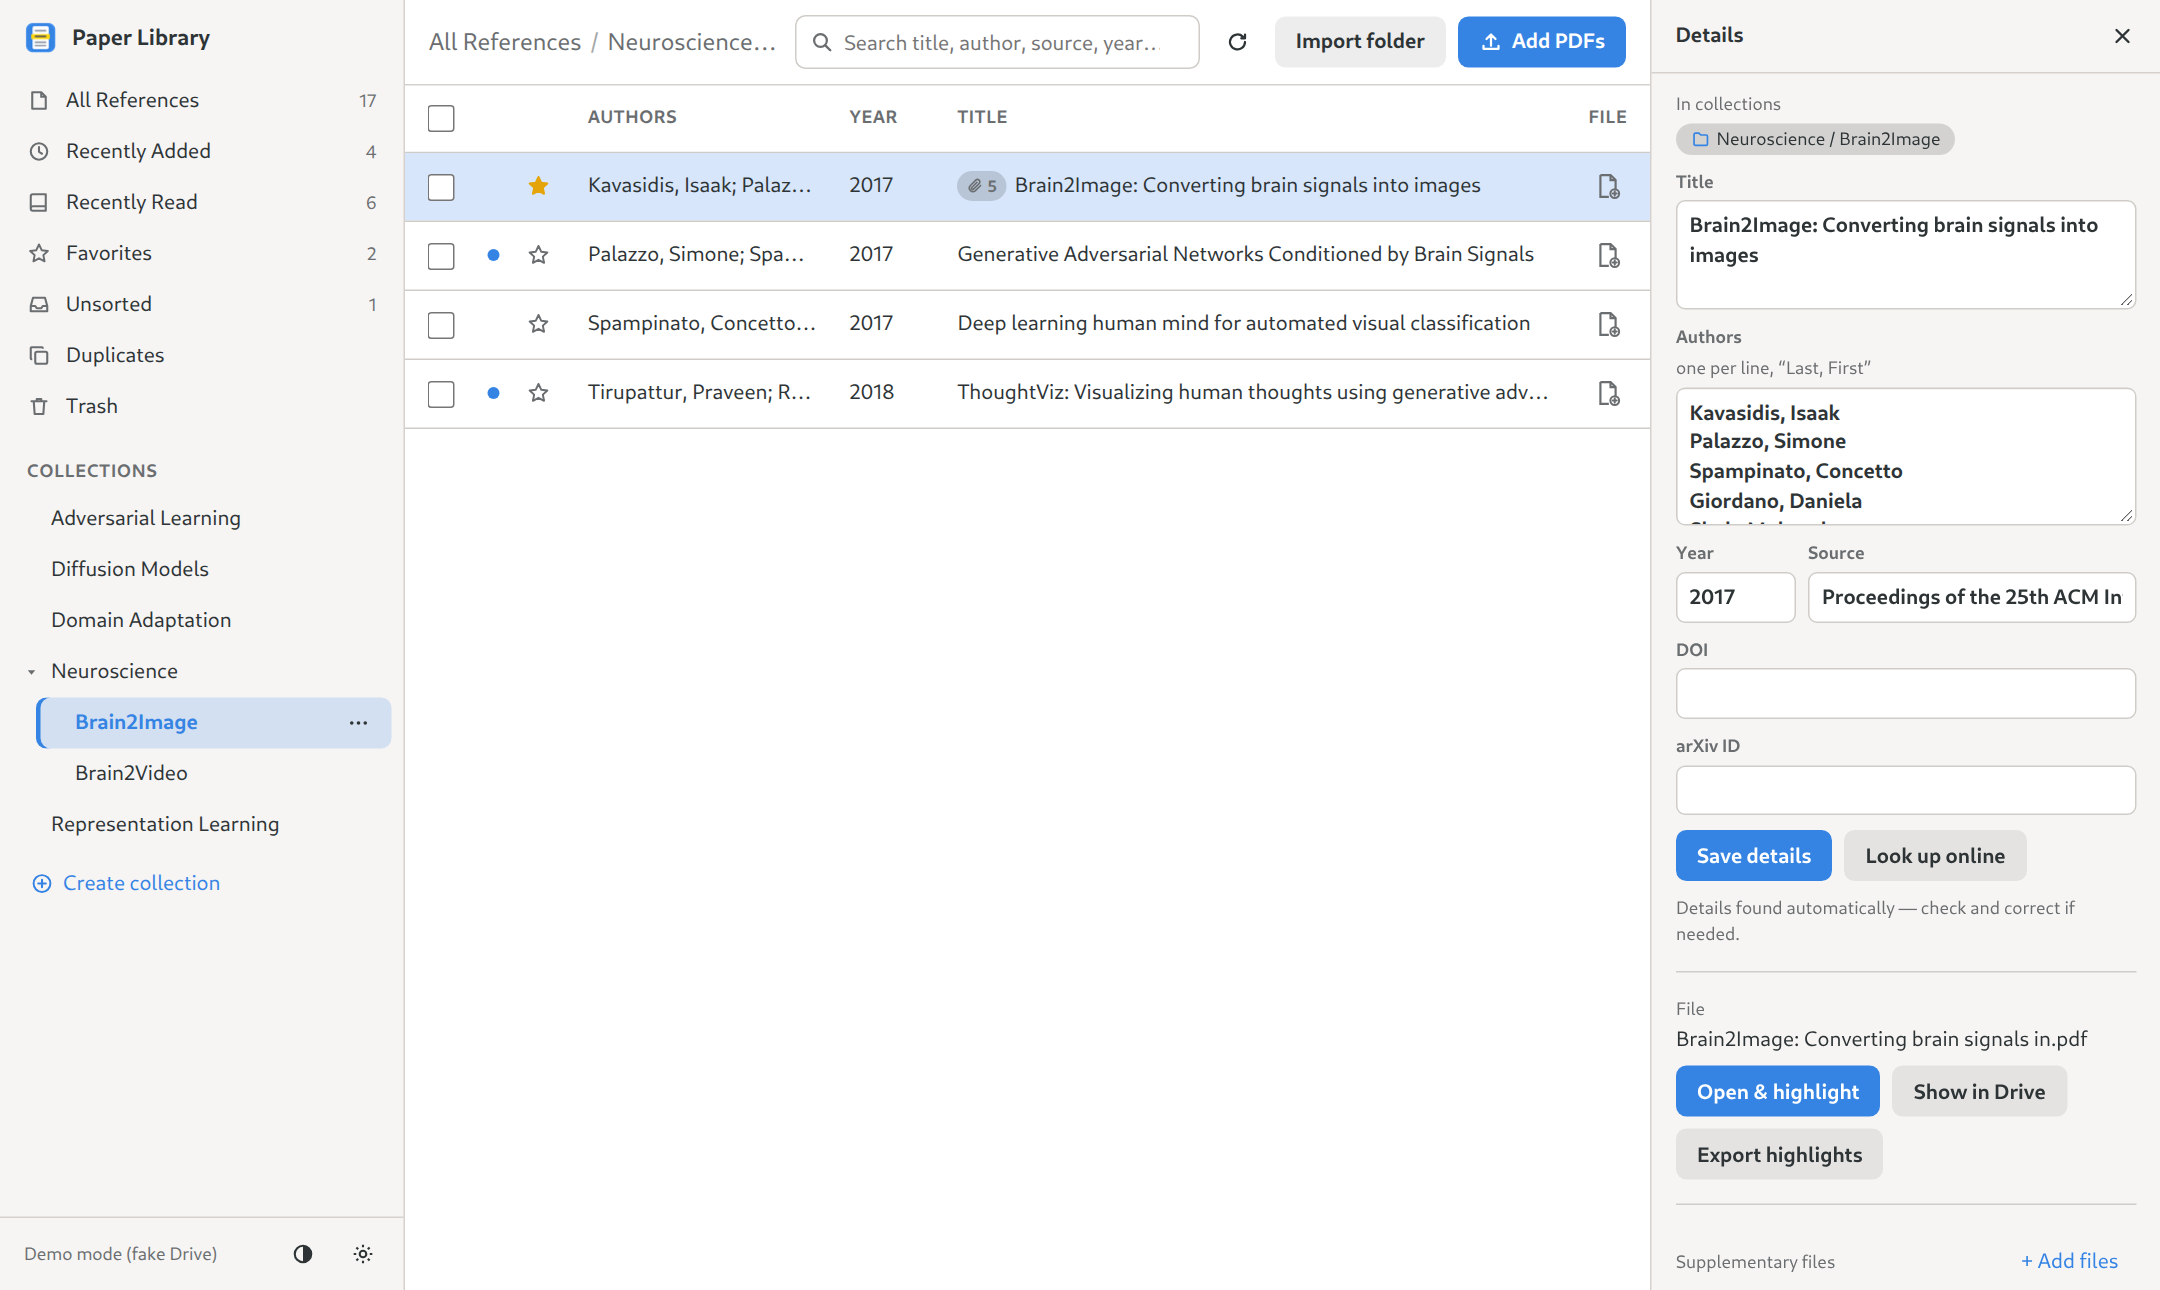 Paper Library
All References 17
Recently Added 4
Recently Read 6
Favorites 2
Unsorted 1
Duplicates
Trash
COLLECTIONS
Adversarial Learning
Diffusion Models
Domain Adaptation
Neuroscience
Brain2Image
Brain2Video
Representation Learning
Create collection
Demo mode (fake Drive)
All References / Neuroscience…
Search title, author, source, year…
Import folder
Add PDFs
AUTHORS YEAR TITLE FILE
Kavasidis, Isaak; Palaz… 2017 5 Brain2Image: Converting brain signals into images
Palazzo, Simone; Spa… 2017 Generative Adversarial Networks Conditioned by Brain Signals
Spampinato, Concetto… 2017 Deep learning human mind for automated visual classification
Tirupattur, Praveen; R… 2018 ThoughtViz: Visualizing human thoughts using generative adv…
Details
In collections
Neuroscience / Brain2Image
Title
Brain2Image: Converting brain signals into
images
Authors
one per line, “Last, First”
Kavasidis, Isaak
Palazzo, Simone
Spampinato, Concetto
Giordano, Daniela
Year Source
2017 Proceedings of the 25th ACM In
DOI
arXiv ID
Save details Look up online
Details found automatically — check and correct if
needed.
File
Brain2Image: Converting brain signals in.pdf
Open & highlight Show in Drive
Export highlights
Supplementary files + Add files